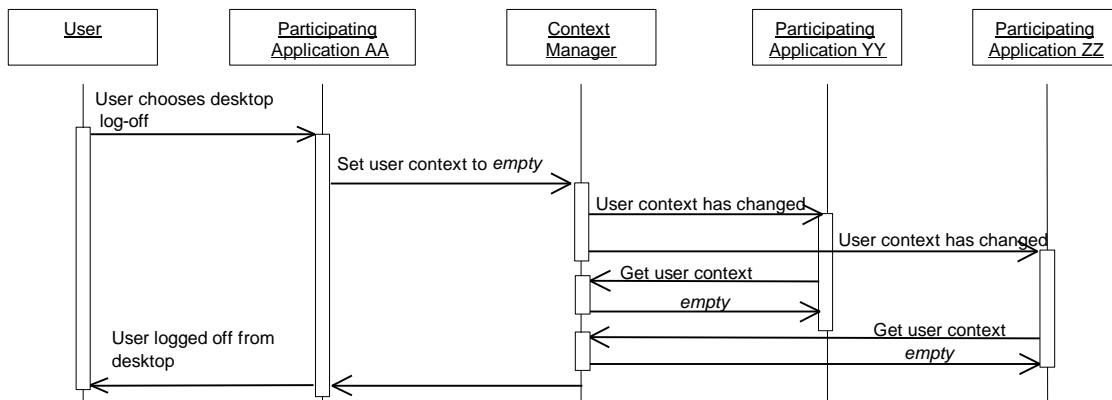 User
Participating
Application AA
Context
Manager
Participating
Application YY
Participating
Application ZZ
User chooses desktop
log-off
Set user context to empty
User context has changed
User context has changed
Get user context
empty
Get user context
empty
User logged off from
desktop